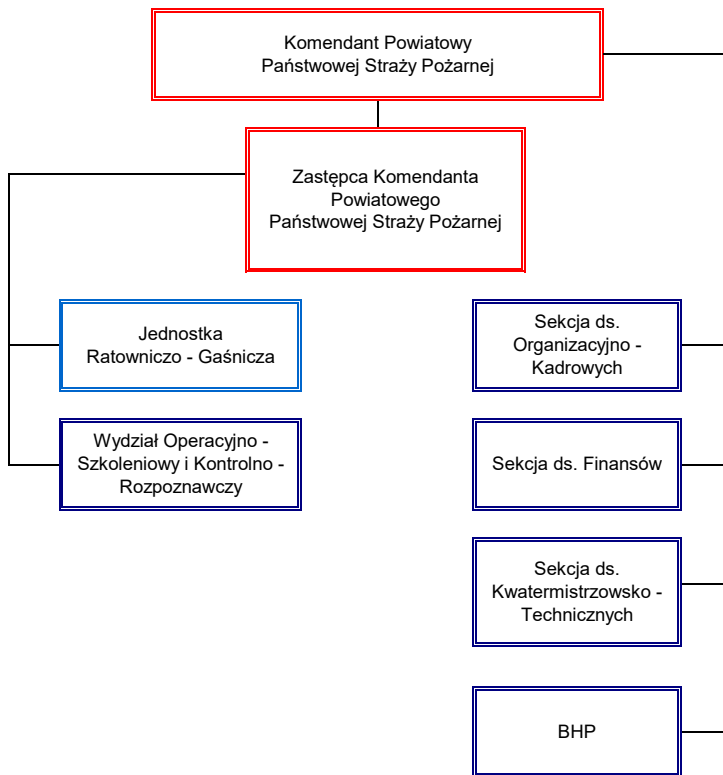 Komendant Powiatowy
Państwowej Straży Pożarnej
Zastępca Komendanta
Powiatowego
Państwowej Straży Pożarnej
Jednostka
Ratowniczo - Gaśnicza
Sekcja ds.
Organizacyjno -
Kadrowych
Wydział Operacyjno -
Szkoleniowy i Kontrolno -
Rozpoznawczy
Sekcja ds. Finansów
Sekcja ds.
Kwatermistrzowsko -
Technicznych
BHP